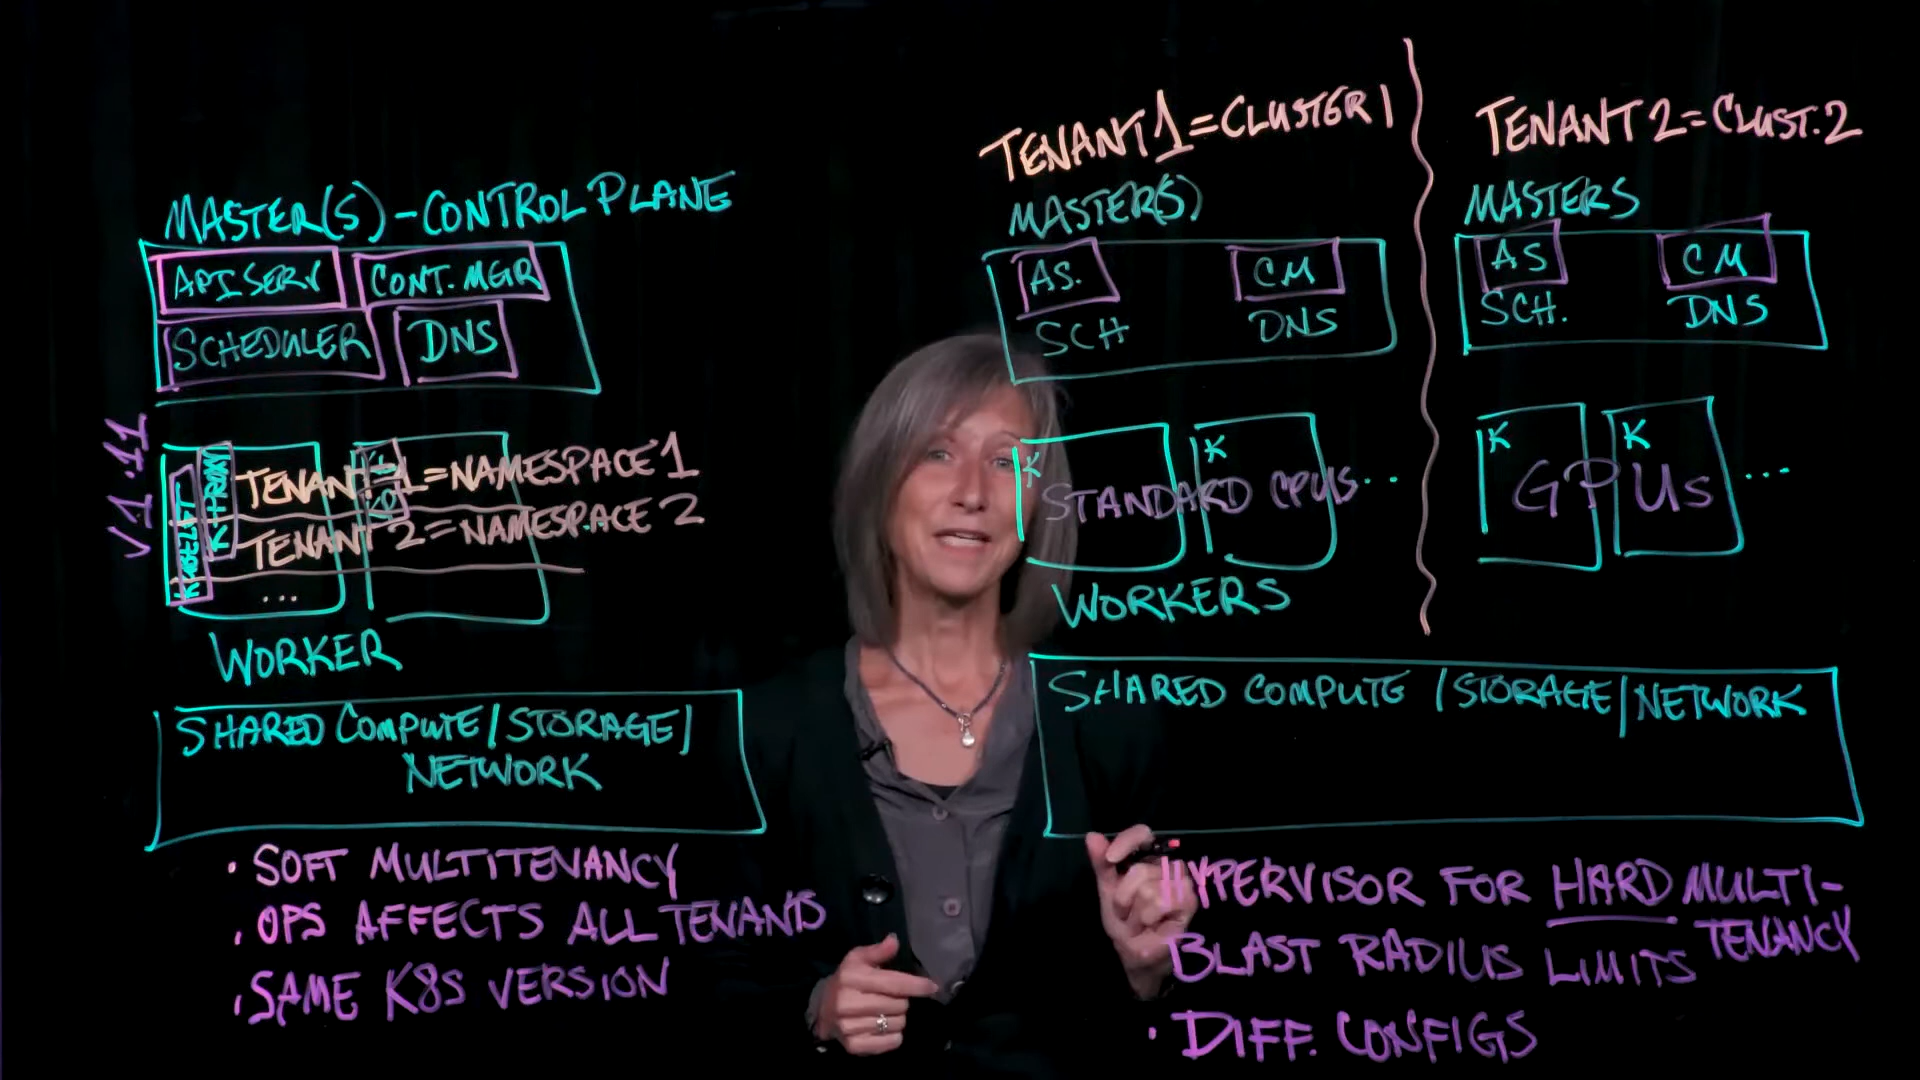 MASTER(S) - CONTROL PLANE
API SERV
CONT. MGR
SCHEDULER
DNS
V1.11
KUBELET
K-PROXY
TENANT 1 = NAMESPACE 1
TENANT 2 = NAMESPACE 2
...
WORKER
SHARED COMPUTE/STORAGE/
NETWORK
• SOFT MULTITENANCY
• OPS AFFECTS ALL TENANTS
• SAME K8S VERSION
TENANT 1 = CLUSTER 1
MASTER(S)
AS.
CM
SCH
DNS
K
K
STANDARD CPUS...
WORKERS
TENANT 2 = CLUST. 2
MASTERS
AS
CM
SCH.
DNS
K
K
GPUs ...
SHARED COMPUTE /STORAGE/NETWORK
HYPERVISOR FOR HARD MULTI-
TENANCY
BLAST RADIUS LIMITS
• DIFF. CONFIGS